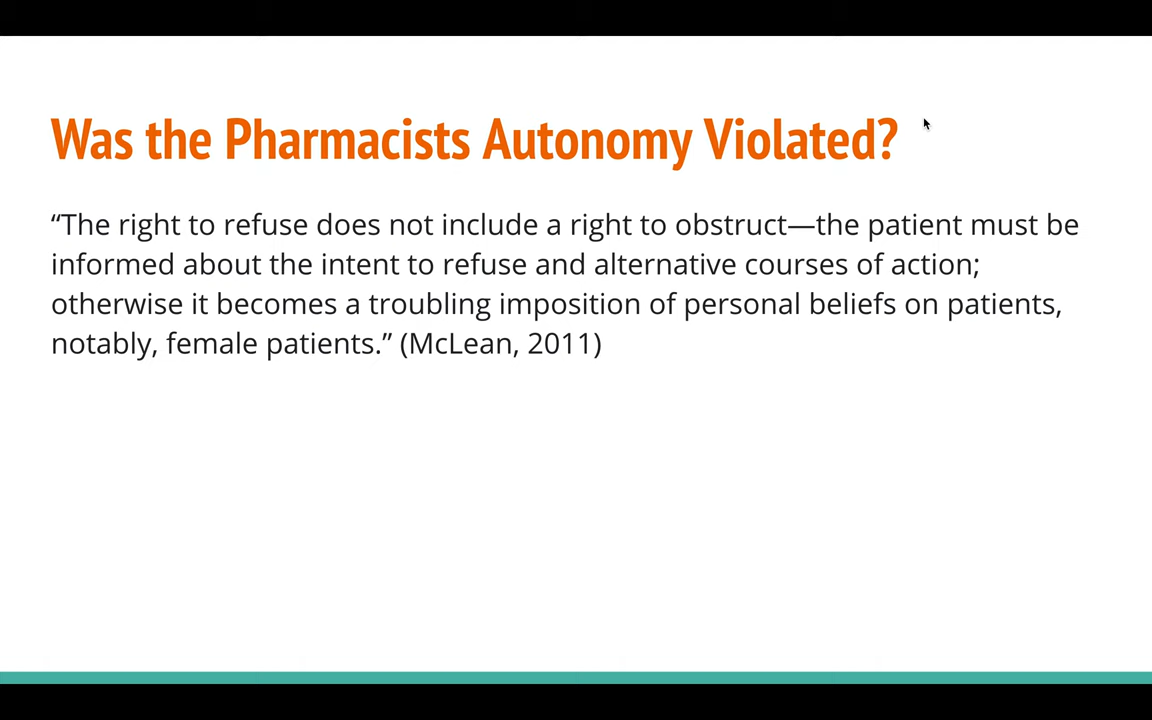 Was the Pharmacists Autonomy Violated?
“The right to refuse does not include a right to obstruct—the patient must be
informed about the intent to refuse and alternative courses of action;
otherwise it becomes a troubling imposition of personal beliefs on patients,
notably, female patients.” (McLean, 2011)